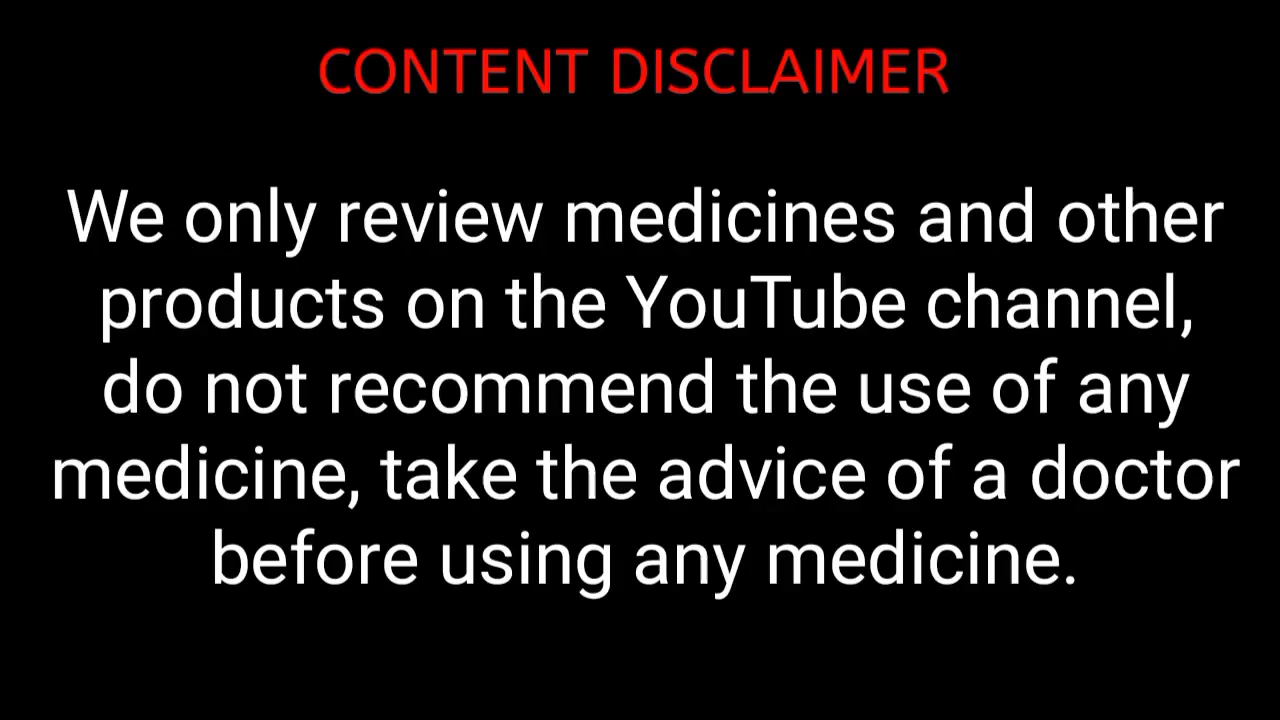 CONTENT DISCLAIMER
We only review medicines and other
products on the YouTube channel,
do not recommend the use of any
medicine, take the advice of a doctor
before using any medicine.